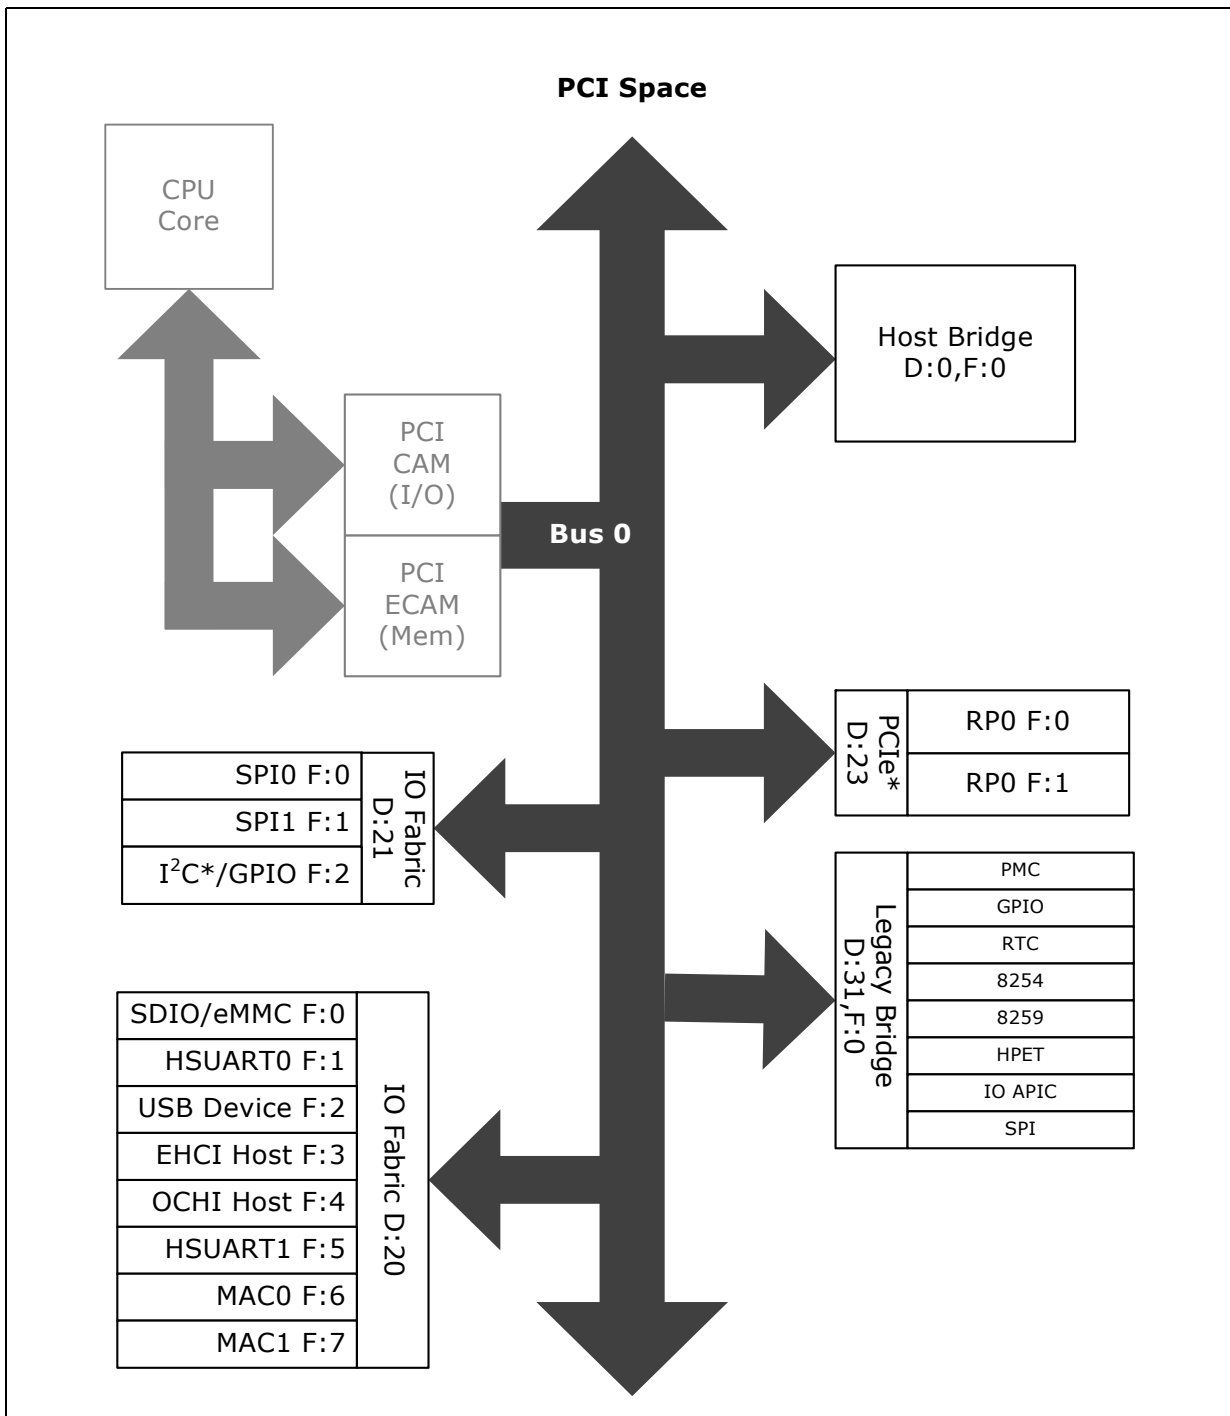 PCI Space
CPU
Core
Host Bridge
D:0,F:0
PCI
CAM
(I/O)
Bus 0
PCI
ECAM
(Mem)
PCIe*
D:23
RP0 F:0
RP0 F:1
SPI0 F:0
SPI1 F:1
I²C*/GPIO F:2
IO Fabric
D:21
Legacy Bridge
D:31,F:0
PMC
GPIO
RTC
8254
8259
HPET
IO APIC
SPI
SDIO/eMMC F:0
HSUART0 F:1
USB Device F:2
EHCI Host F:3
OCHI Host F:4
HSUART1 F:5
MAC0 F:6
MAC1 F:7
IO Fabric D:20